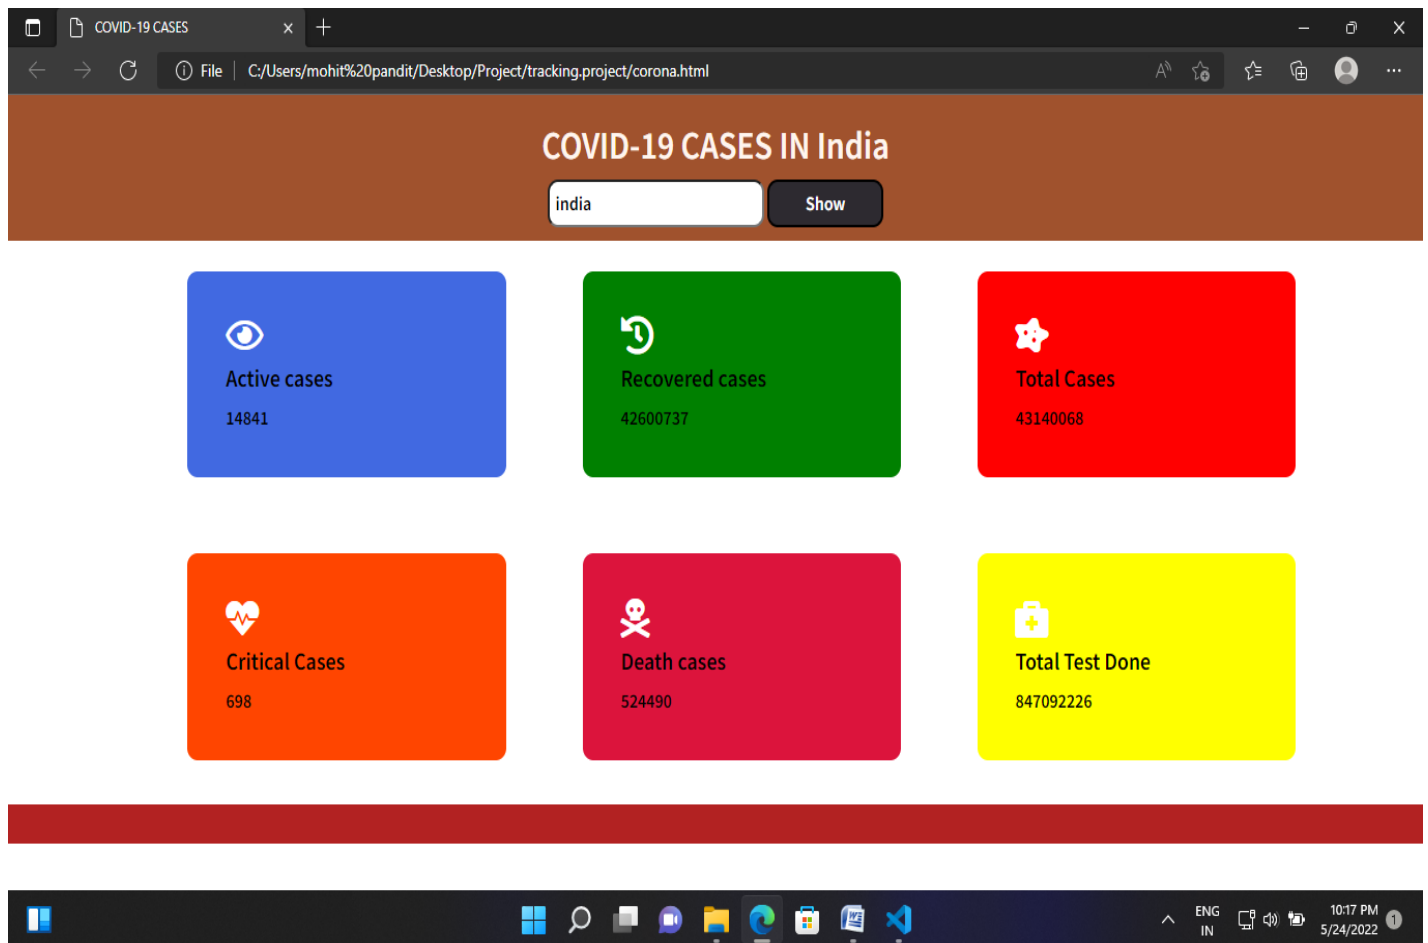 COVID-19 CASES
File C:/Users/mohit%20pandit/Desktop/Project/tracking.project/corona.html
COVID-19 CASES IN India
india Show
Active cases
14841
Recovered cases
42600737
Total Cases
43140068
Critical Cases
698
Death cases
524490
Total Test Done
847092226
ENG
IN
10:17 PM
5/24/2022
1